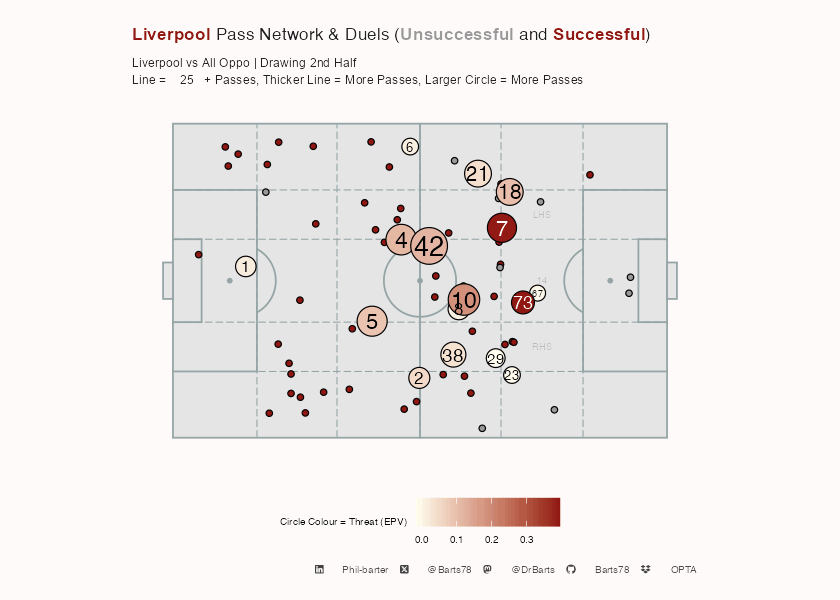 Liverpool Pass Network & Duels (Unsuccessful and Successful)
Liverpool vs All Oppo | Drawing 2nd Half
Line = 25 + Passes, Thicker Line = More Passes, Larger Circle = More Passes
6
21
18
LHS
7
4
42
1
14
67
10
73
8
5
RHS
38
29
2
23
Circle Colour = Threat (EPV)
0.0 0.1 0.2 0.3
Phil-barter @Barts78 @DrBarts Barts78 OPTA